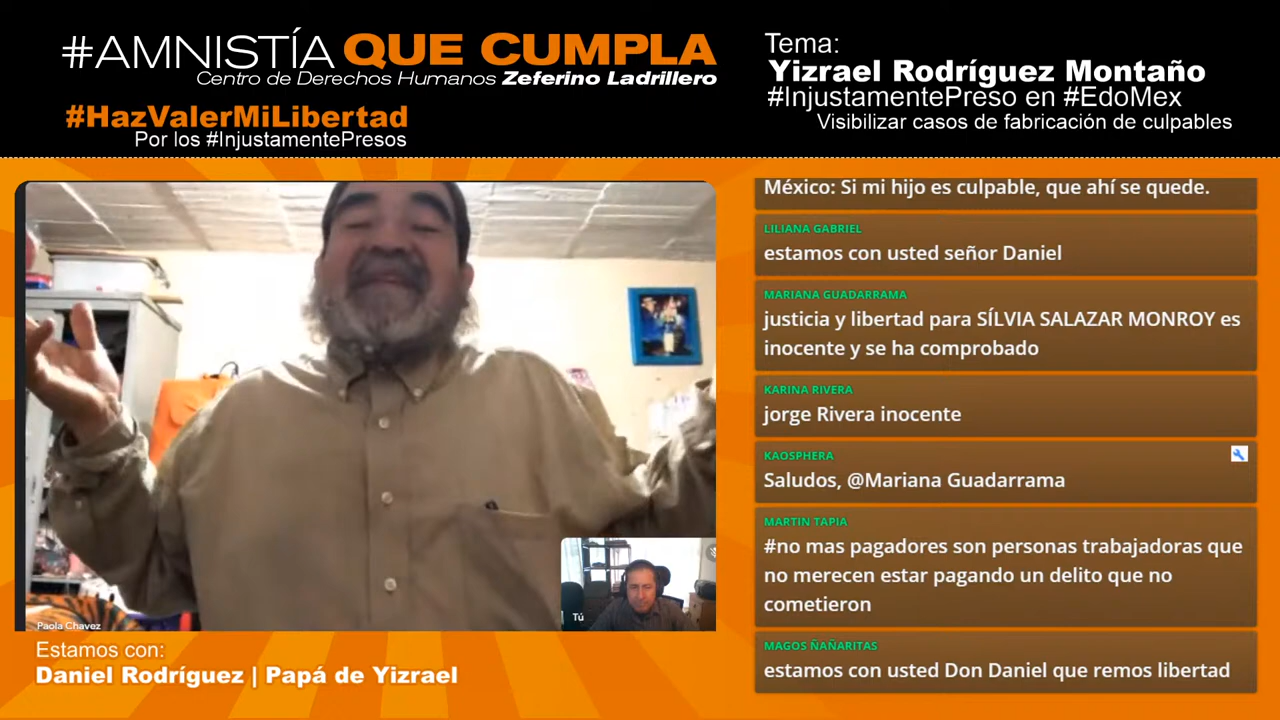 #AMNISTÍA QUE CUMPLA
Centro de Derechos Humanos Zeferino Ladrillero
#HazValerMiLibertad
Por los #InjustamentePresos
Tema:
Yizrael Rodríguez Montaño
#InjustamentePreso en #EdoMex
Visibilizar casos de fabricación de culpables
Paola Chavez
Tú
Estamos con:
Daniel Rodríguez | Papá de Yizrael
México: Si mi hijo es culpable, que ahí se quede.
LILIANA GABRIEL
estamos con usted señor Daniel
MARIANA GUADARRAMA
justicia y libertad para SÍLVIA SALAZAR MONROY es
inocente y se ha comprobado
KARINA RIVERA
jorge Rivera inocente
KAOSPHERA
Saludos, @Mariana Guadarrama
MARTIN TAPIA
#no mas pagadores son personas trabajadoras que
no merecen estar pagando un delito que no
cometieron
MAGOS ÑAÑARITAS
estamos con usted Don Daniel que remos libertad